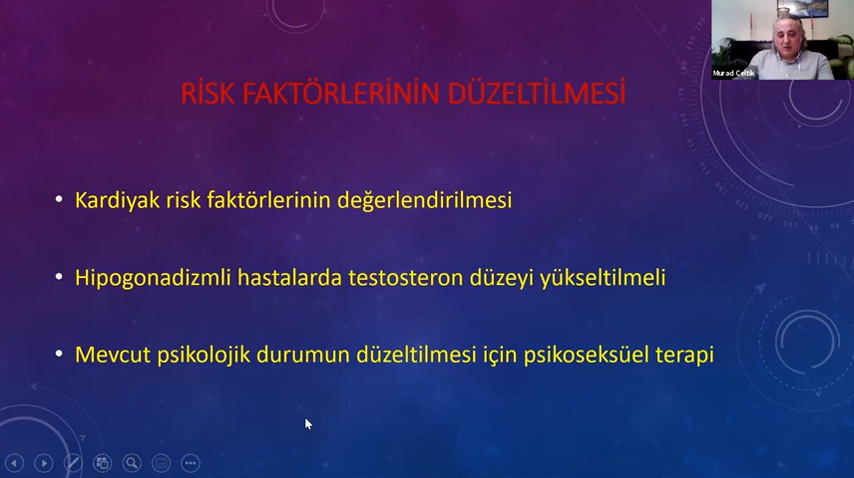 Murad Celtik
RİSK FAKTÖRLERİNİN DÜZELTİLMESİ
• Kardiyak risk faktörlerinin değerlendirilmesi
• Hipogonadizmli hastalarda testosteron düzeyi yükseltilmeli
• Mevcut psikolojik durumun düzeltilmesi için psikoseksüel terapi